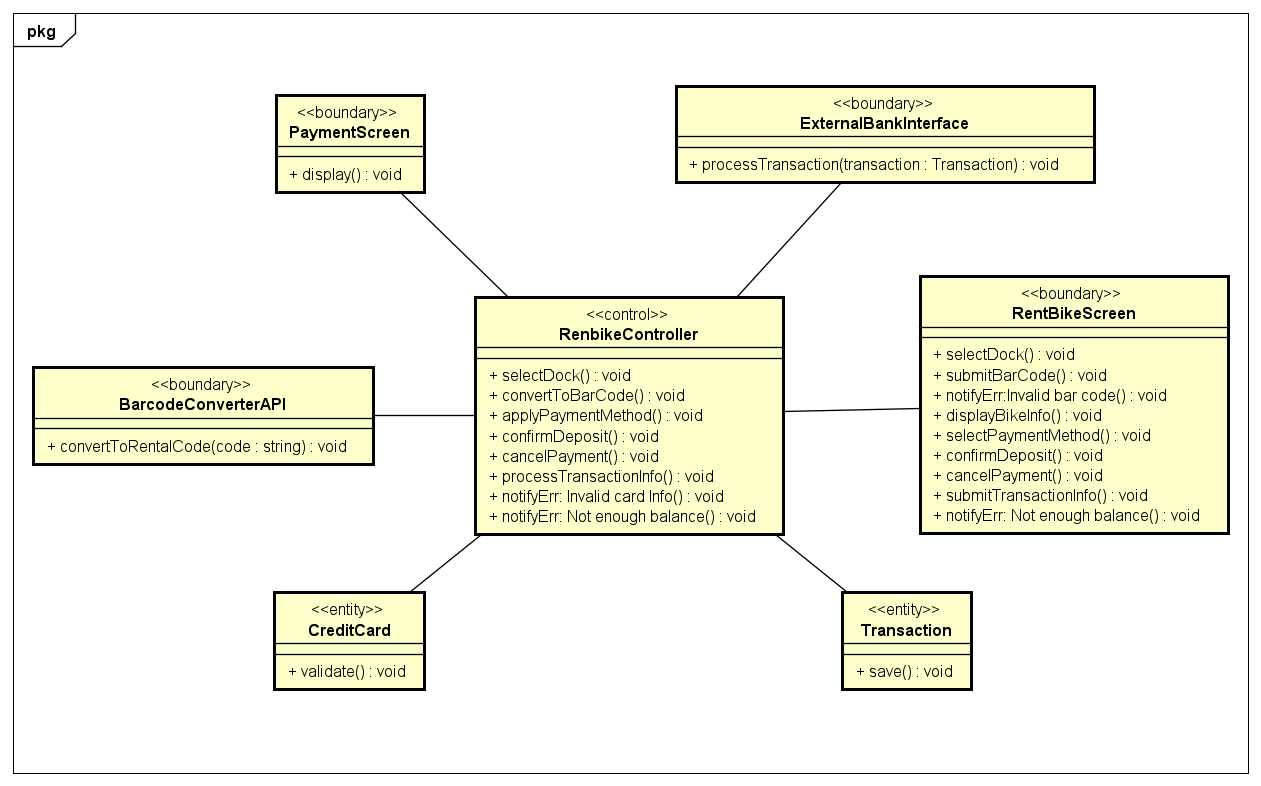 pkg
<<boundary>>
PaymentScreen
+ display() : void
<<boundary>>
ExternalBankInterface
+ processTransaction(transaction : Transaction) : void
<<control>>
RenbikeController
+ selectDock() : void
+ convertToBarCode() : void
+ applyPaymentMethod() : void
+ confirmDeposit() : void
+ cancelPayment() : void
+ processTransactionInfo() : void
+ notifyErr: Invalid card Info() : void
+ notifyErr: Not enough balance() : void
<<boundary>>
RentBikeScreen
+ selectDock() : void
+ submitBarCode() : void
+ notifyErr:Invalid bar code() : void
+ displayBikeInfo() : void
+ selectPaymentMethod() : void
+ confirmDeposit() : void
+ cancelPayment() : void
+ submitTransactionInfo() : void
+ notifyErr: Not enough balance() : void
<<boundary>>
BarcodeConverterAPI
+ convertToRentalCode(code : string) : void
<<entity>>
CreditCard
+ validate() : void
<<entity>>
Transaction
+ save() : void